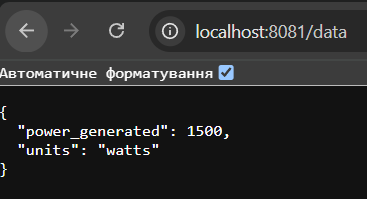 localhost:8081/data
Автоматичне форматування
{
  "power_generated": 1500,
  "units": "watts"
}